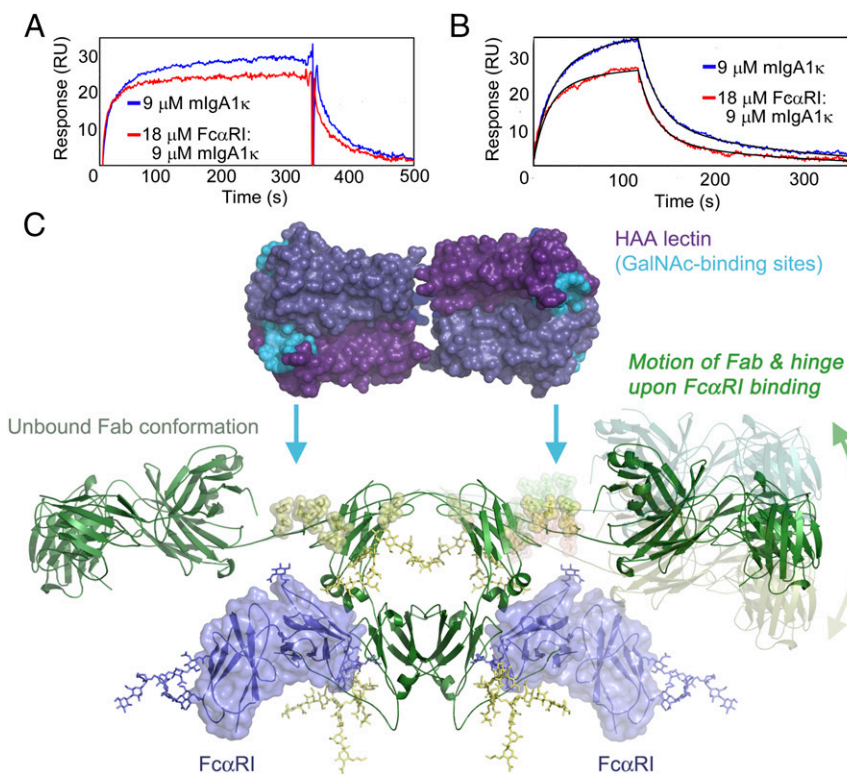 A
Response (RU)
30
20
10
0
100
200
300
400
500
Time (s)
9 μM mIgA1κ
18 μM FcαRI:
9 μM mIgA1κ
B
Response (RU)
30
20
10
0
100
200
300
Time (s)
9 μM mIgA1κ
18 μM FcαRI:
9 μM mIgA1κ
C
HAA lectin
(GalNAc-binding sites)
Motion of Fab & hinge
upon FcαRI binding
Unbound Fab conformation
FcαRI
FcαRI